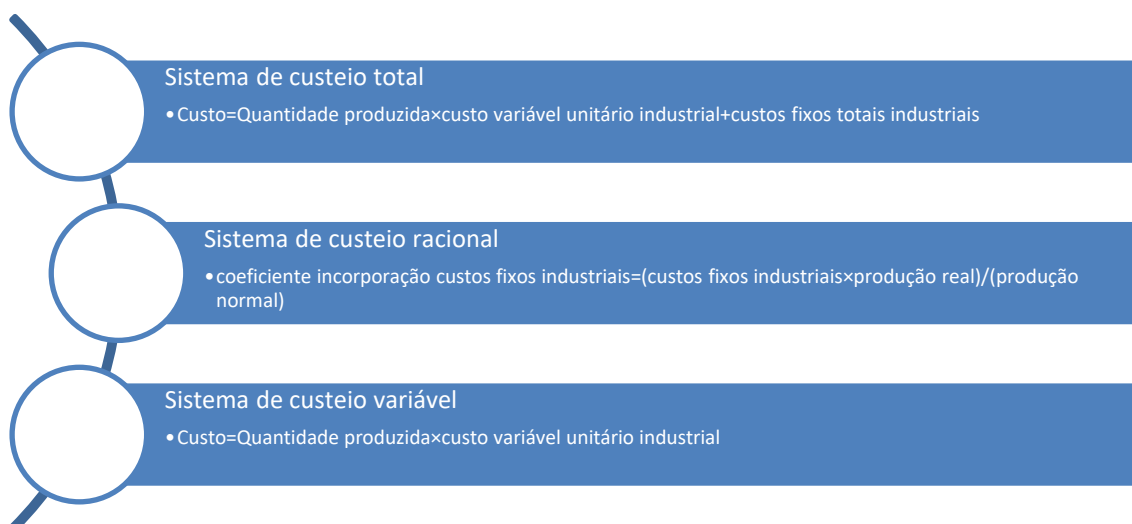 Sistema de custeio total
•Custo=Quantidade produzida×custo variável unitário industrial+custos fixos totais industriais
Sistema de custeio racional
•coeficiente incorporação custos fixos industriais=(custos fixos industriais×produção real)/(produção
normal)
Sistema de custeio variável
•Custo=Quantidade produzida×custo variável unitário industrial